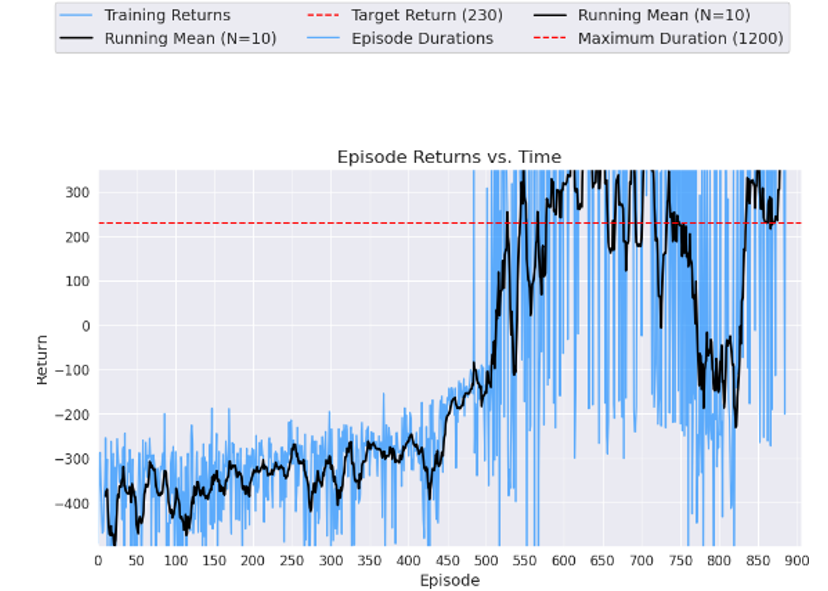 Training Returns Target Return (230) Running Mean (N=10)
Running Mean (N=10) Episode Durations Maximum Duration (1200)
Episode Returns vs. Time
300
200
100
0
−100
−200
−300
−400
Return
0 50 100 150 200 250 300 350 400 450 500 550 600 650 700 750 800 850 900
Episode